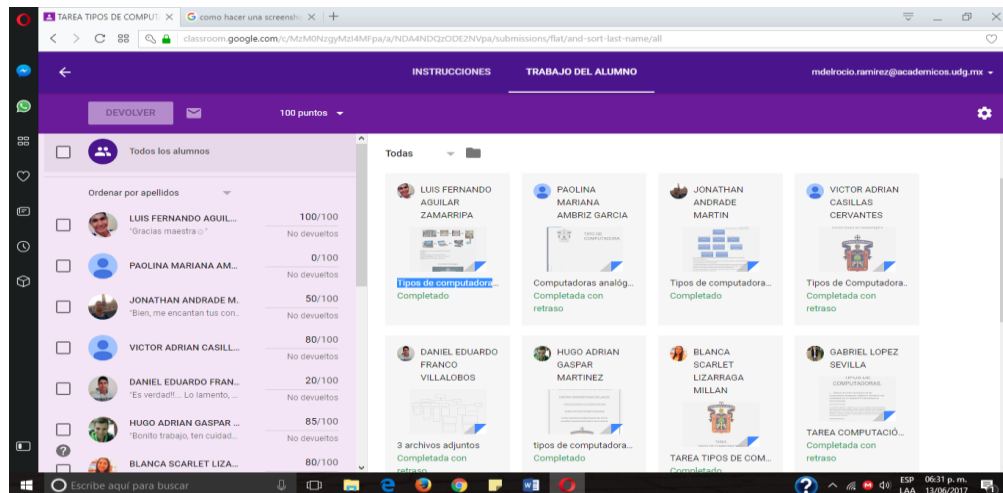 TAREA TIPOS DE COMPUT
G como hacer una screensh
classroom.google.com/c/MzM0NzgyMzI4MFpa/a/NDA4NDQzODE2NVpa/submissions/flat/and-sort-last-name/all
INSTRUCCIONES
TRABAJO DEL ALUMNO
mdelrocio.ramirez@academicos.udg.mx
DEVOLVER
100 puntos
Todos los alumnos
Ordenar por apellidos
LUIS FERNANDO AGUIL... 100/100
"Gracias maestra☺" No devueltos
PAOLINA MARIANA AM... 0/100
No devueltos
JONATHAN ANDRADE M. 50/100
"Bien, me encantan tus con.. No devueltos
VICTOR ADRIAN CASILL... 80/100
No devueltos
DANIEL EDUARDO FRAN... 20/100
"Es verdad!!... Lo lamento, ... No devueltos
HUGO ADRIAN GASPAR ... 85/100
"Bonito trabajo, ten cuidad... No devueltos
BLANCA SCARLET LIZA... 80/100
Todas
LUIS FERNANDO
AGUILAR
ZAMARRIPA
Tipos de computadora...
Completado
PAOLINA
MARIANA
AMBRIZ GARCIA
TIPO DE
COMPUTADORA
Computadoras analóg...
Completada con
retraso
JONATHAN
ANDRADE
MARTIN
Tipos de computadora...
Completado
VICTOR ADRIAN
CASILLAS
CERVANTES
Tipos de Computadora..
Completada con
retraso
DANIEL EDUARDO
FRANCO
VILLALOBOS
3 archivos adjuntos
Completada con
retraso
HUGO ADRIAN
GASPAR
MARTINEZ
tipos de computadora...
Completado
BLANCA
SCARLET
LIZARRAGA
MILLAN
TAREA TIPOS DE COM...
Completado
GABRIEL LOPEZ
SEVILLA
COMPUTADORAS
TAREA COMPUTACIÓ...
Completada con
retraso
Escribe aquí para buscar
ESP
LAA
06:31 p. m.
13/06/2017